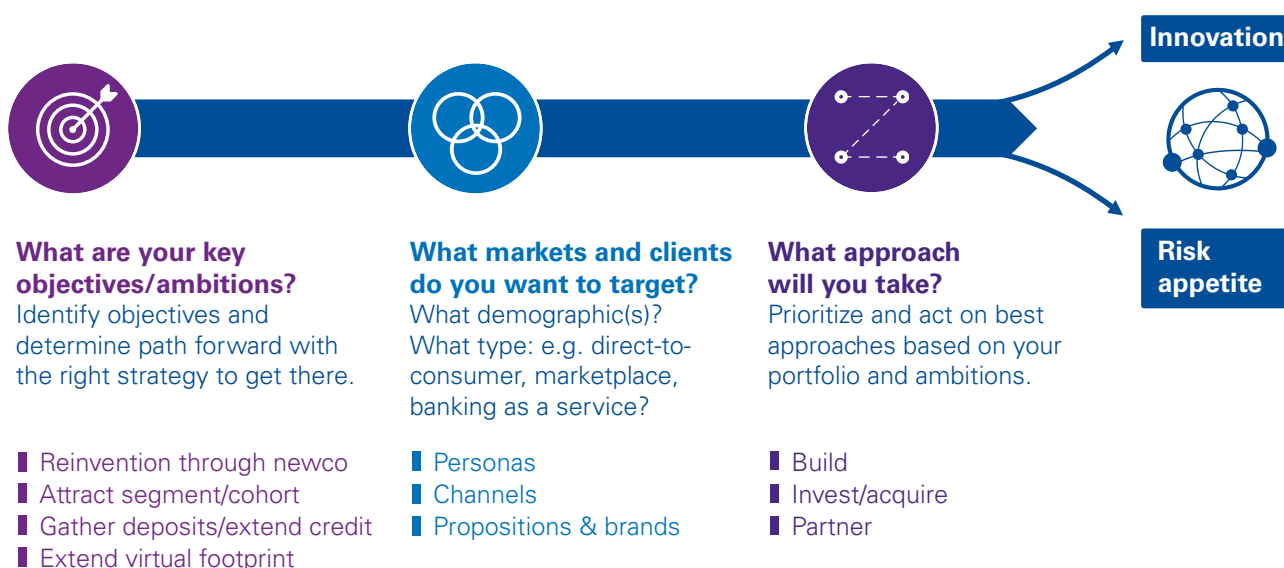 What are your key
objectives/ambitions?
Identify objectives and
determine path forward with
the right strategy to get there.
Reinvention through newco
Attract segment/cohort
Gather deposits/extend credit
Extend virtual footprint
What markets and clients
do you want to target?
What demographic(s)?
What type: e.g. direct-to-
consumer, marketplace,
banking as a service?
Personas
Channels
Propositions & brands
What approach
will you take?
Prioritize and act on best
approaches based on your
portfolio and ambitions.
Build
Invest/acquire
Partner
Innovation
Risk
appetite